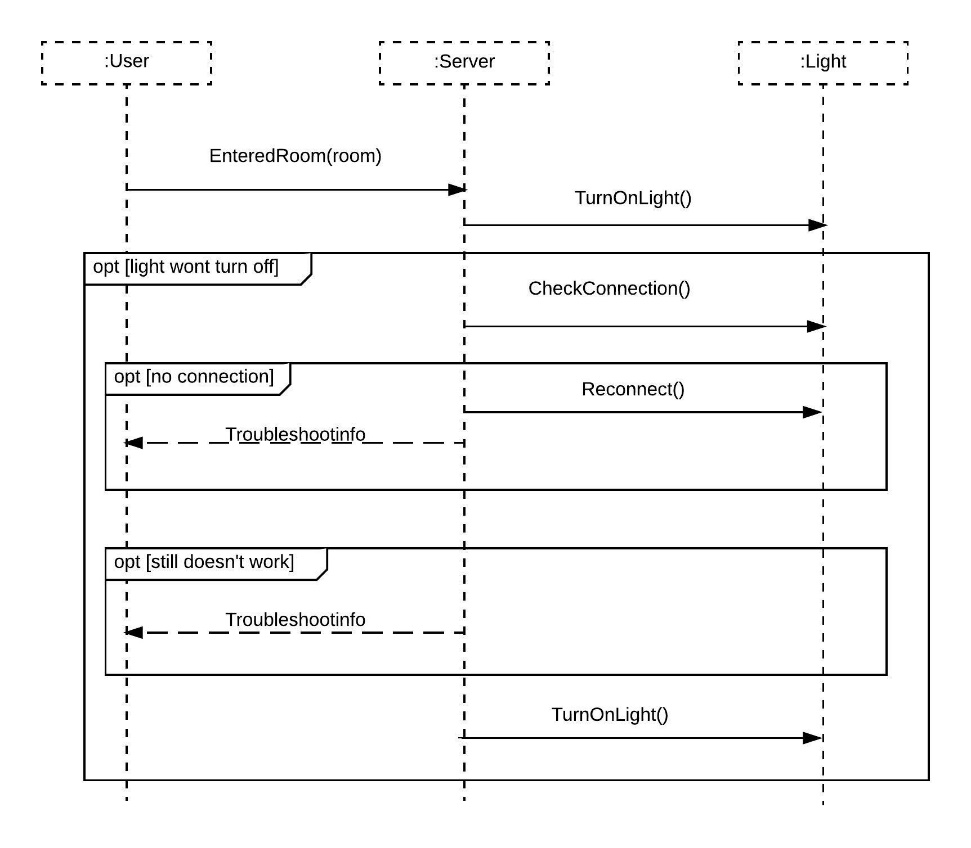 :User
:Server
:Light
EnteredRoom(room)
TurnOnLight()
opt [light wont turn off]
CheckConnection()
opt [no connection]
Reconnect()
Troubleshootinfo
opt [still doesn't work]
Troubleshootinfo
TurnOnLight()